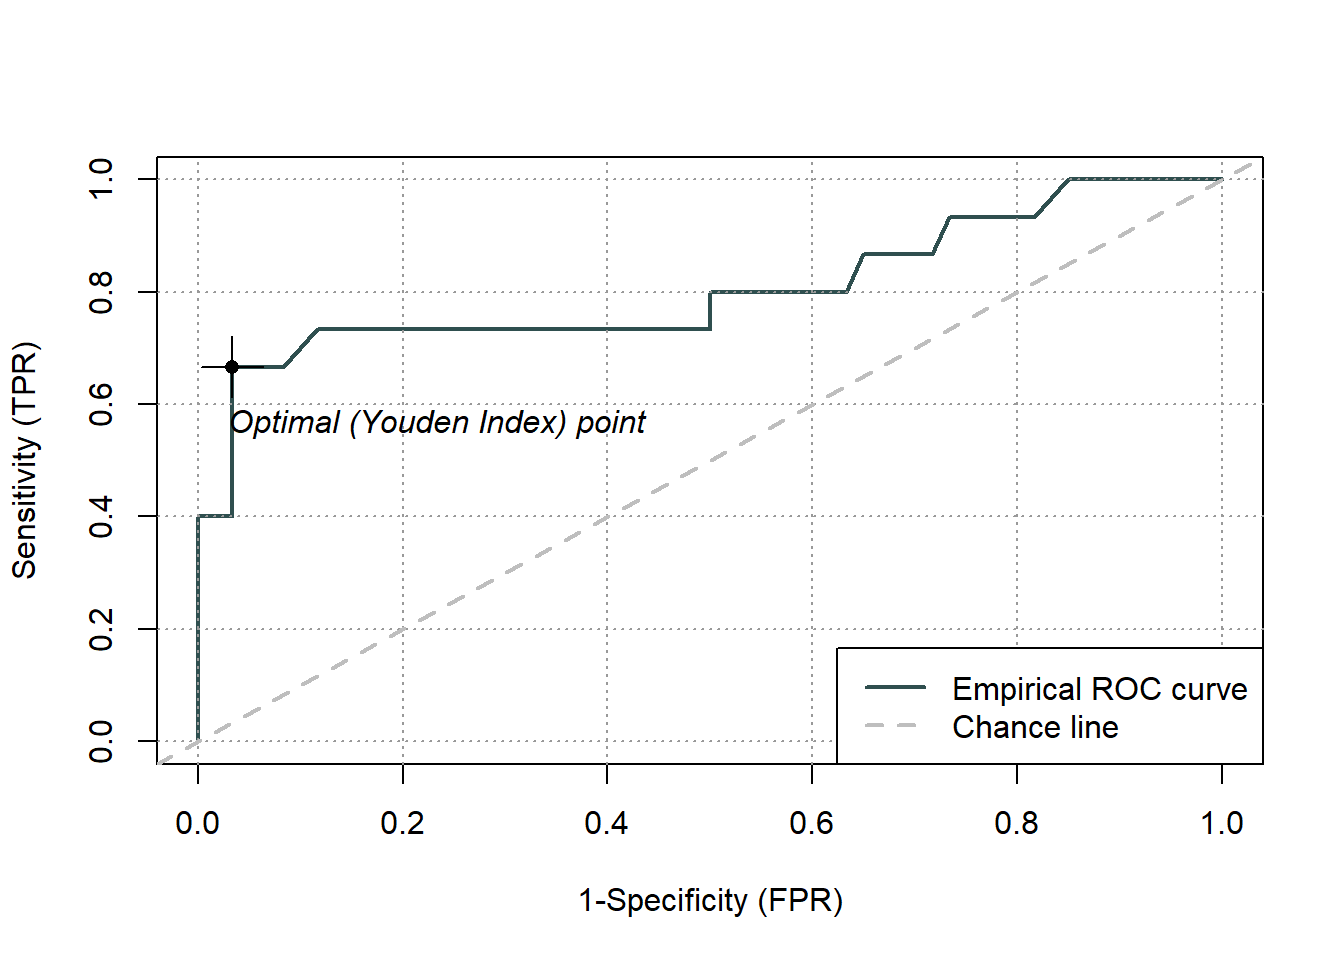 1.0
0.8
0.6
0.4
0.2
0.0
Sensitivity (TPR)
Optimal (Youden Index) point
Empirical ROC curve
Chance line
0.0 0.2 0.4 0.6 0.8 1.0
1-Specificity (FPR)